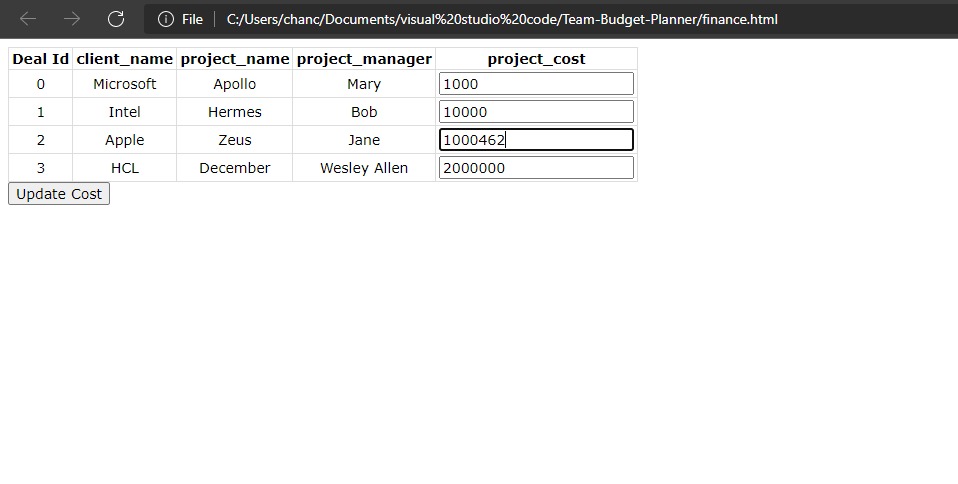 File | C:/Users/chanc/Documents/visual%20studio%20code/Team-Budget-Planner/finance.html
Deal Id client_name project_name project_manager project_cost
0 Microsoft Apollo Mary 1000
1 Intel Hermes Bob 10000
2 Apple Zeus Jane 1000462
3 HCL December Wesley Allen 2000000
Update Cost